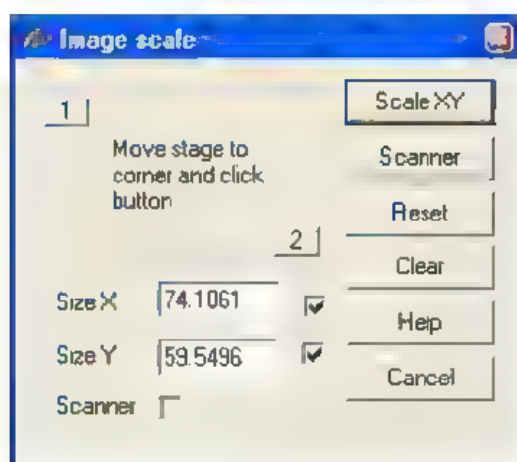 Image scale
1
Move stage to
corner and click
button
2
Size X 74.1061
Size Y 59.5496
Scanner
Scale XY
Scanner
Reset
Clear
Help
Cancel